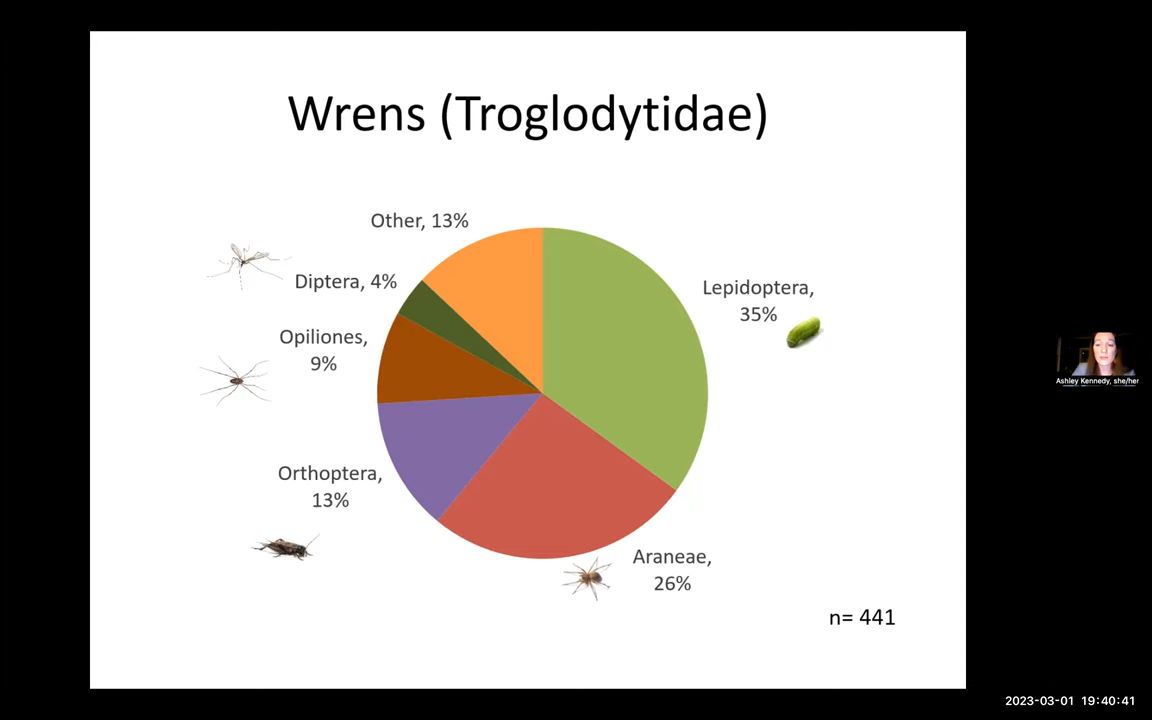 Wrens (Troglodytidae)
Other, 13%
Diptera, 4%
Lepidoptera,
35%
Opiliones,
9%
Orthoptera,
13%
Araneae,
26%
n= 441
Ashley Kennedy, she/her
2023-03-01 19:40:41